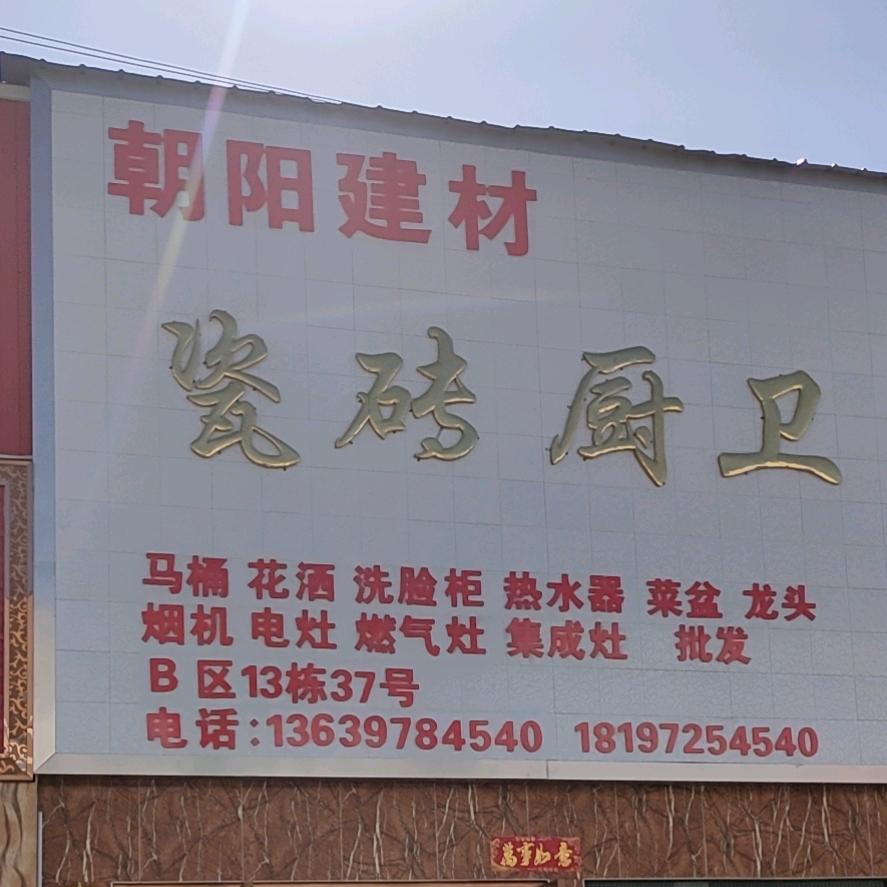 朝阳建材
瓷砖厨卫
马桶 花洒 洗脸柜 热水器 菜盆 龙头
烟机 电灶 燃气灶 集成灶 批发
B区13栋37号
电话:13639784540 18197254540
萬事如意